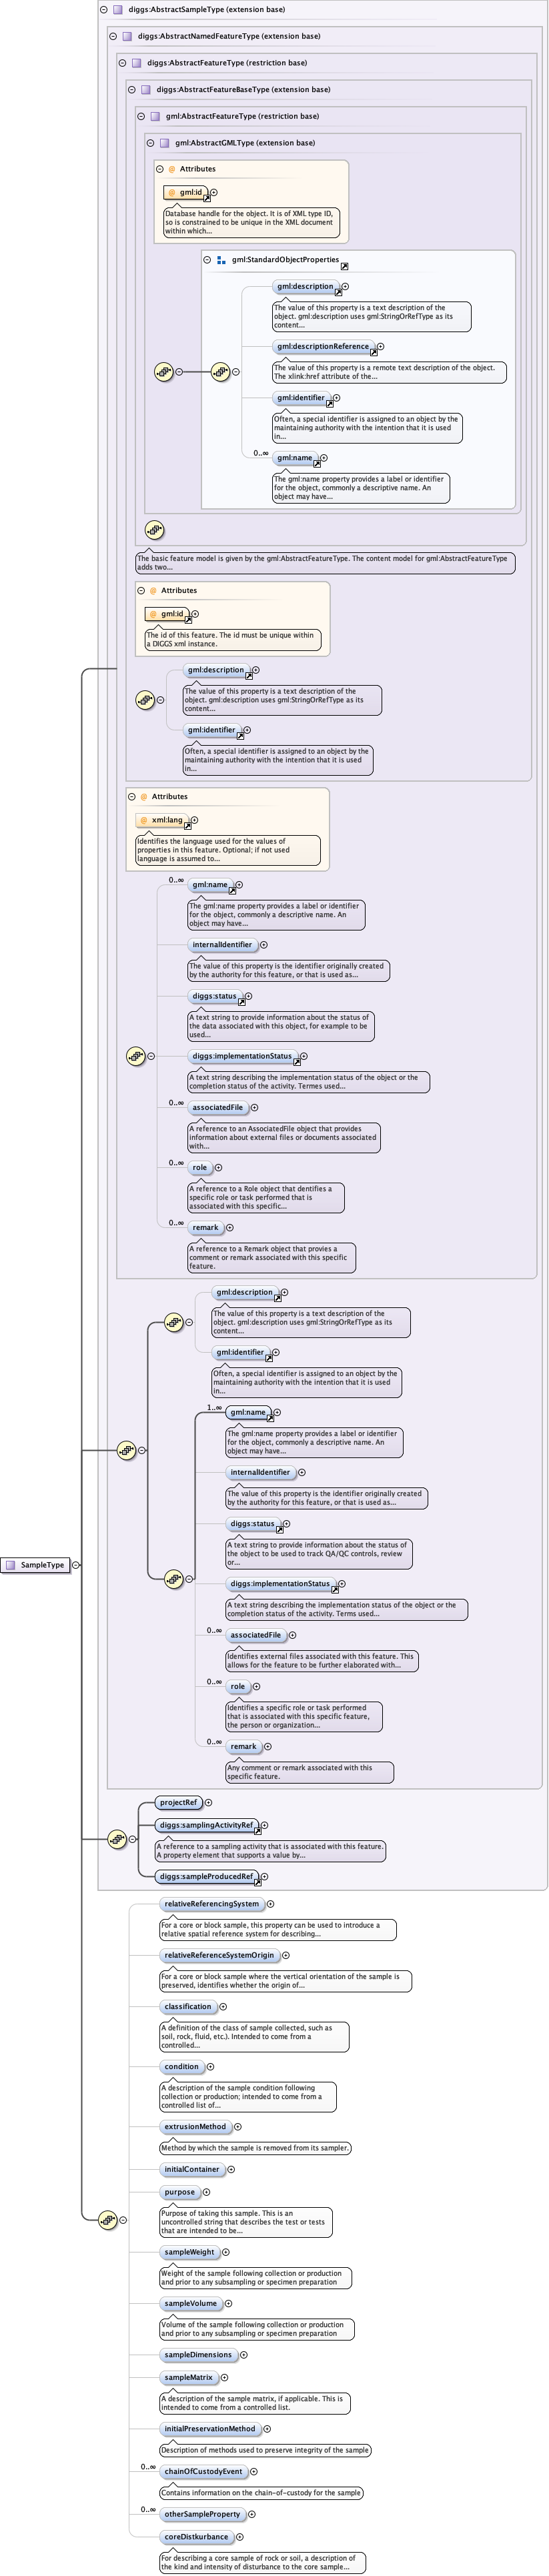 diggs:AbstractSampleType (extension base)
diggs:AbstractNamedFeatureType (extension base)
diggs:AbstractFeatureType (restriction base)
diggs:AbstractFeatureBaseType (extension base)
gml:AbstractFeatureType (restriction base)
gml:AbstractGMLType (extension base)
@ Attributes
@ gml:id
Database handle for the object. It is of XML type ID,
so is constrained to be unique in the XML document
within which...
gml:StandardObjectProperties
gml:description
The value of this property is a text description of the
object. gml:description uses gml:StringOrRefType as its
content...
gml:descriptionReference
The value of this property is a remote text description of the object.
The xlink:href attribute of the...
gml:identifier
Often, a special identifier is assigned to an object by the
maintaining authority with the intention that it is used
in...
0..∞
gml:name
The gml:name property provides a label or identifier
for the object, commonly a descriptive name. An
object may have...
The basic feature model is given by the gml:AbstractFeatureType. The content model for gml:AbstractFeatureType
adds two...
@ Attributes
@ gml:id
The id of this feature. The id must be unique within
a DIGGS xml instance.
gml:description
The value of this property is a text description of the
object. gml:description uses gml:StringOrRefType as its
content...
gml:identifier
Often, a special identifier is assigned to an object by the
maintaining authority with the intention that it is used
in...
@ Attributes
@ xml:lang
Identifies the language used for the values of
properties in this feature. Optional; if not used
language is assumed to...
0..∞
gml:name
The gml:name property provides a label or identifier
for the object, commonly a descriptive name. An
object may have...
internalIdentifier
The value of this property is the identifier originally created
by the authority for this feature, or that is used as...
diggs:status
A text string to provide information about the status of
the data associated with this object, for example to be
used...
diggs:implementationStatus
A text string describing the implementation status of the object or the
completion status of the activity. Termes used...
0..∞
associatedFile
A reference to an AssociatedFile object that provides
information about external files or documents associated
with...
0..∞
role
A reference to a Role object that dentifies a
specific role or task performed that is
associated with this specific...
0..∞
remark
A reference to a Remark object that provies a
comment or remark associated with this specific
feature.
gml:description
The value of this property is a text description of the
object. gml:description uses gml:StringOrRefType as its
content...
gml:identifier
Often, a special identifier is assigned to an object by the
maintaining authority with the intention that it is used
in...
1..∞
gml:name
The gml:name property provides a label or identifier
for the object, commonly a descriptive name. An
object may have...
internalIdentifier
The value of this property is the identifier originally created
by the authority for this feature, or that is used as...
diggs:status
A text string to provide information about the status of
the object to be used to track QA/QC controls, review
or...
SampleType
diggs:implementationStatus
A text string describing the implementation status of the object or the
completion status of the activity. Terms used...
0..∞
associatedFile
Identifies external files associated with this feature. This
allows for the feature to be further elaborated with...
0..∞
role
Identifies a specific role or task performed
that is associated with this specific feature,
the person or organization...
0..∞
remark
Any comment or remark associated with this
specific feature.
projectRef
diggs:samplingActivityRef
A reference to a sampling activity that is associated with this feature.
A property element that supports a value by...
diggs:sampleProducedRef
relativeReferencingSystem
For a core or block sample, this property can be used to introduce a
relative spatial reference system for describing...
relativeReferenceSystemOrigin
For a core or block sample where the vertical orientation of the sample is
preserved, identifies whether the origin of...
classification
A definition of the class of sample collected, such as
soil, rock, fluid, etc.). Intended to come from a
controlled...
condition
A description of the sample condition following
collection or production; intended to come from a
controlled list of...
extrusionMethod
Method by which the sample is removed from its sampler.
initialContainer
purpose
Purpose of taking this sample. This is an
uncontrolled string that describes the test or tests
that are intended to be...
sampleWeight
Weight of the sample following collection or production
and prior to any subsampling or specimen preparation
sampleVolume
Volume of the sample following collection or production
and prior to any subsampling or specimen preparation
sampleDimensions
sampleMatrix
A description of the sample matrix, if applicable. This is
intended to come from a controlled list.
initialPreservationMethod
Description of methods used to preserve integrity of the sample
0..∞
chainOfCustodyEvent
Contains information on the chain-of-custody for the sample
0..∞
otherSampleProperty
coreDistkurbance
For describing a core sample of rock or soil, a description of
the kind and intensity of disturbance to the core sample...